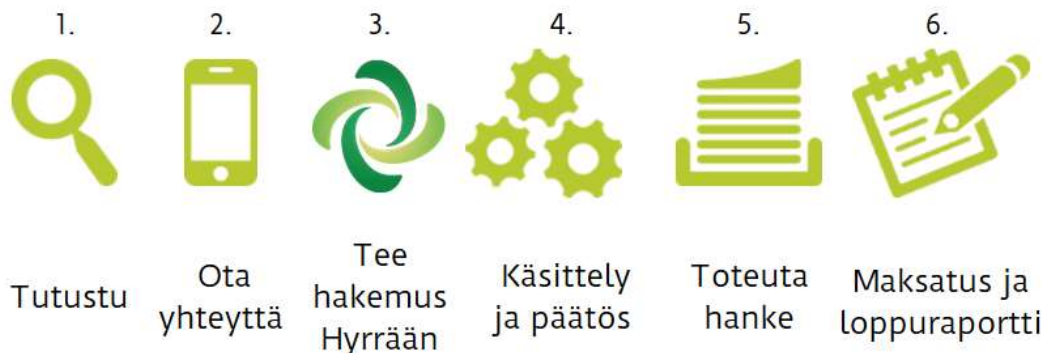 1.
2.
3.
4.
5.
6.
Tutustu
Ota
yhteyttä
Tee
hakemus
Hyrrään
Käsittely
ja päätös
Toteuta
hanke
Maksatus ja
loppuraportti